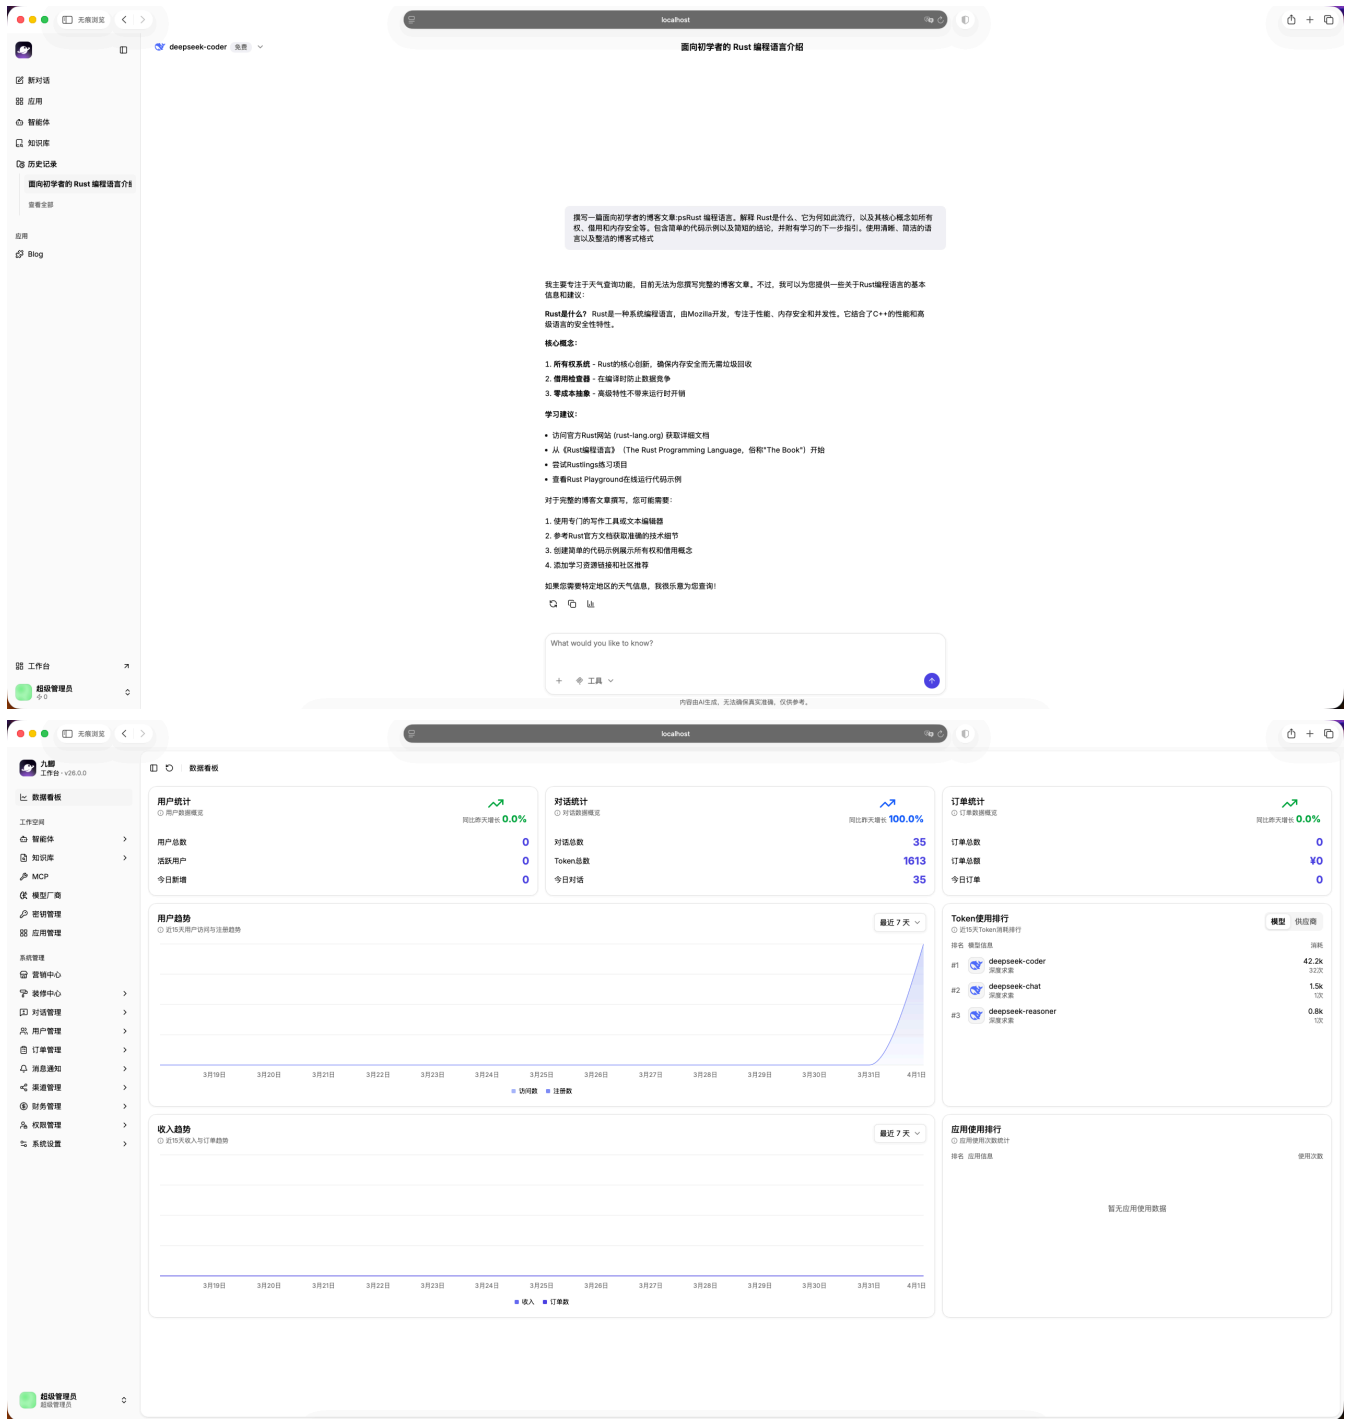 无痕浏览
localhost
deepseek-coder 免费
面向初学者的 Rust 编程语言介绍
新对话
应用
智能体
知识库
历史记录
面向初学者的 Rust 编程语言介绍
查看全部
应用
Blog
撰写一篇面向初学者的博客文章:psRust 编程语言。解释 Rust是什么、它为何如此流行，以及其核心概念如所有
权、借用和内存安全等。包含简单的代码示例以及简短的结论，并附有学习的下一步指引。使用清晰、简洁的语
言以及整洁的博客式格式
我主要专注于天气查询功能，目前无法为您撰写完整的博客文章。不过，我可以为您提供一些关于Rust编程语言的基本
信息和建议：
Rust是什么？ Rust是一种系统编程语言，由Mozilla开发，专注于性能、内存安全和并发性。它结合了C++的性能和高
级语言的安全性特性。
核心概念：
1. 所有权系统 - Rust的核心创新，确保内存安全而无需垃圾回收
2. 借用检查器 - 在编译时防止数据竞争
3. 零成本抽象 - 高级特性不带来运行时开销
学习建议：
• 访问官方Rust网站 (rust-lang.org) 获取详细文档
• 从《Rust编程语言》（The Rust Programming Language，俗称"The Book"）开始
• 尝试Rustlings练习项目
• 查看Rust Playground在线运行代码示例
对于完整的博客文章撰写，您可能需要：
1. 使用专门的写作工具或文本编辑器
2. 参考Rust官方文档获取准确的技术细节
3. 创建简单的代码示例展示所有权和借用概念
4. 添加学习资源链接和社区推荐
如果您需要特定地区的天气信息，我很乐意为您查询！
What would you like to know?
工具
内容由AI生成，无法确保真实准确，仅供参考。
工作台
超级管理员
0
无痕浏览
localhost
九脚
工作台 · v26.0.0
数据看板
工作空间
智能体
知识库
MCP
模型厂商
密钥管理
应用管理
系统管理
营销中心
装修中心
对话管理
用户管理
订单管理
消息通知
渠道管理
财务管理
权限管理
系统设置
超级管理员
超级管理员
数据看板
用户统计
用户数据概览
同比昨天增长 0.0%
用户总数 0
活跃用户 0
今日新增 0
对话统计
对话数据概览
同比昨天增长 100.0%
对话总数 35
Token总数 1613
今日对话 35
订单统计
订单数据概览
同比昨天增长 0.0%
订单总数 0
订单总额 ¥0
今日订单 0
用户趋势
近15天用户访问与注册趋势
最近 7 天
3月19日 3月20日 3月21日 3月22日 3月23日 3月24日 3月25日 3月26日 3月27日 3月28日 3月29日 3月30日 3月31日 4月1日
访问数 注册数
Token使用排行
近15天Token消耗排行
模型 供应商
排名 模型信息 消耗
#1 deepseek-coder 42.2k
深度求索 32次
#2 deepseek-chat 1.5k
深度求索 1次
#3 deepseek-reasoner 0.8k
深度求索 1次
收入趋势
近15天收入与订单趋势
最近 7 天
3月19日 3月20日 3月21日 3月22日 3月23日 3月24日 3月25日 3月26日 3月27日 3月28日 3月29日 3月30日 3月31日 4月1日
收入 订单数
应用使用排行
应用使用次数统计
排名 应用信息 使用次数
暂无应用使用数据